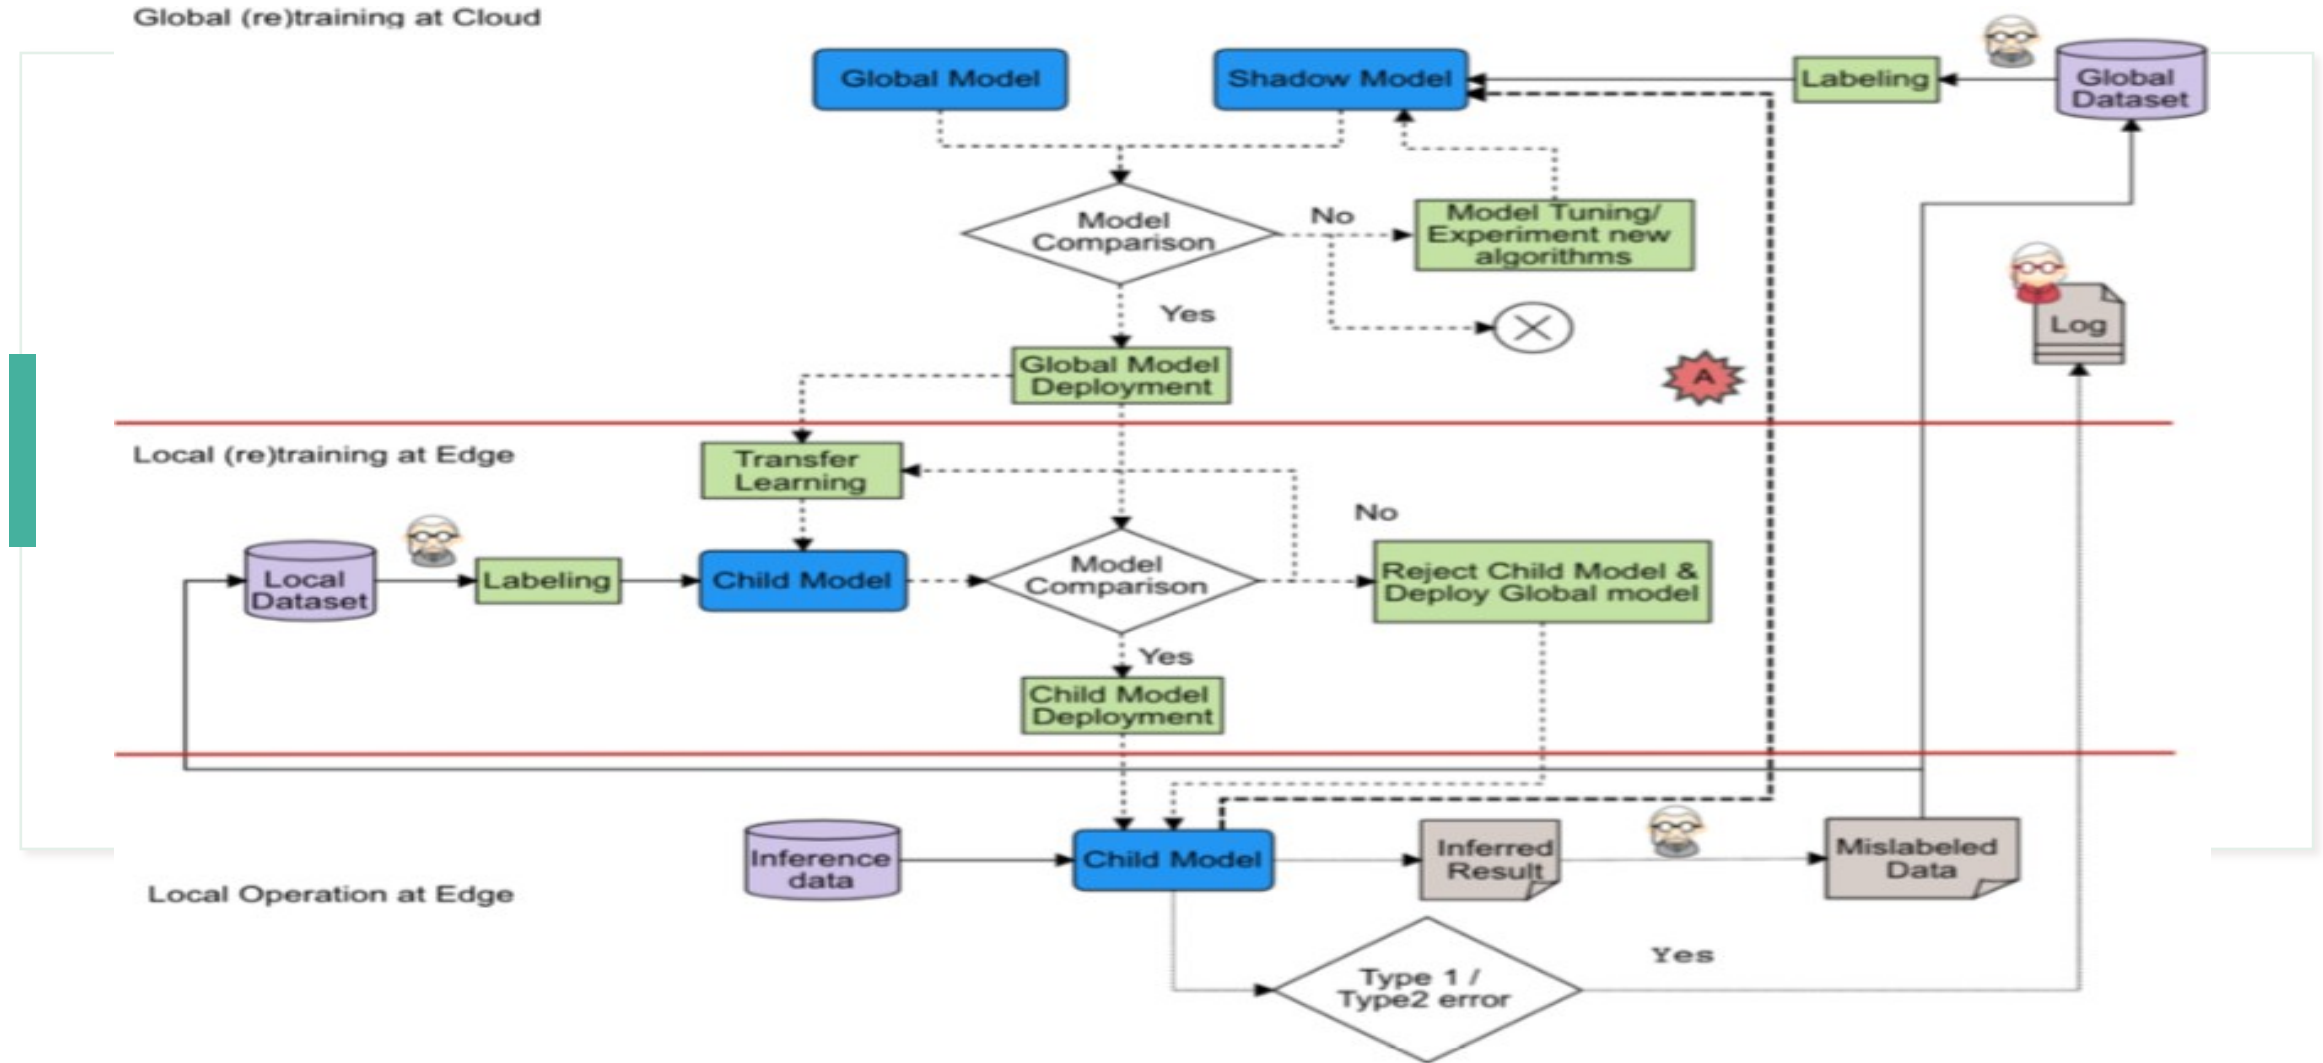 Global (re)training at Cloud
Global Model
Shadow Model
Labeling
Global
Dataset
Model
Comparison
No
Model Tuning/
Experiment new
algorithms
Log
Yes
Global Model
Deployment
A
Local (re)training at Edge
Transfer
Learning
No
Local
Dataset
Labeling
Child Model
Model
Comparison
Reject Child Model &
Deploy Global model
Yes
Child Model
Deployment
Inference
data
Child Model
Inferred
Result
Mislabeled
Data
Local Operation at Edge
Type 1 /
Type2 error
Yes